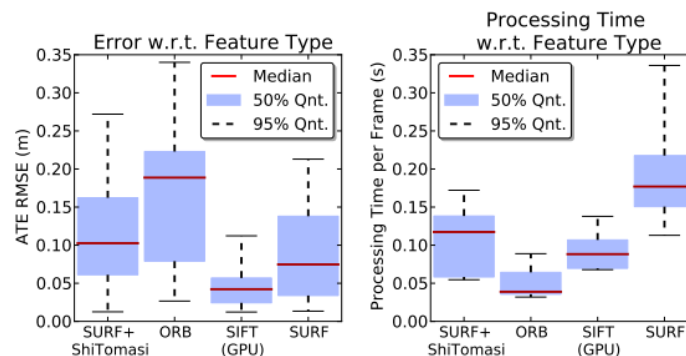 Error w.r.t. Feature Type
ATE RMSE (m)
0.35
0.30
0.25
0.20
0.15
0.10
0.05
0.00
Median
50% Qnt.
95% Qnt.
SURF+
ShiTomasi
ORB
SIFT
(GPU)
SURF
Processing Time
w.r.t. Feature Type
Processing Time per Frame (s)
0.35
0.30
0.25
0.20
0.15
0.10
0.05
0.00
Median
50% Qnt.
95% Qnt.
SURF+
ShiTomasi
ORB
SIFT
(GPU)
SURF